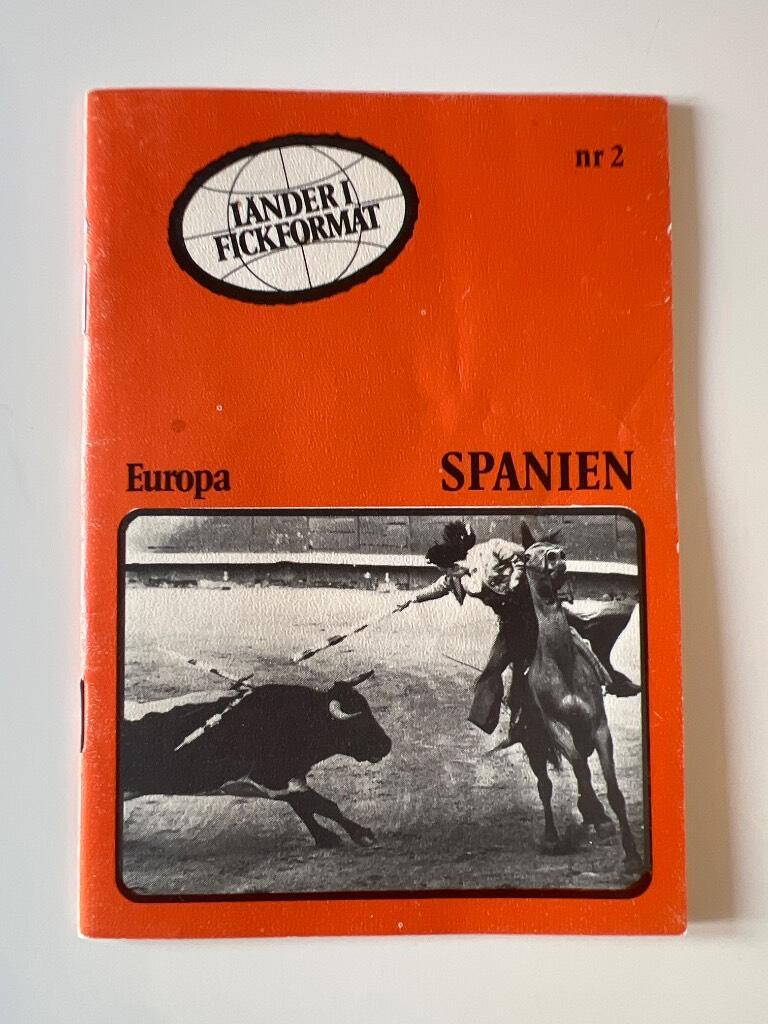 LÄNDER I
FICKFORMAT
nr 2
Europa
SPANIEN